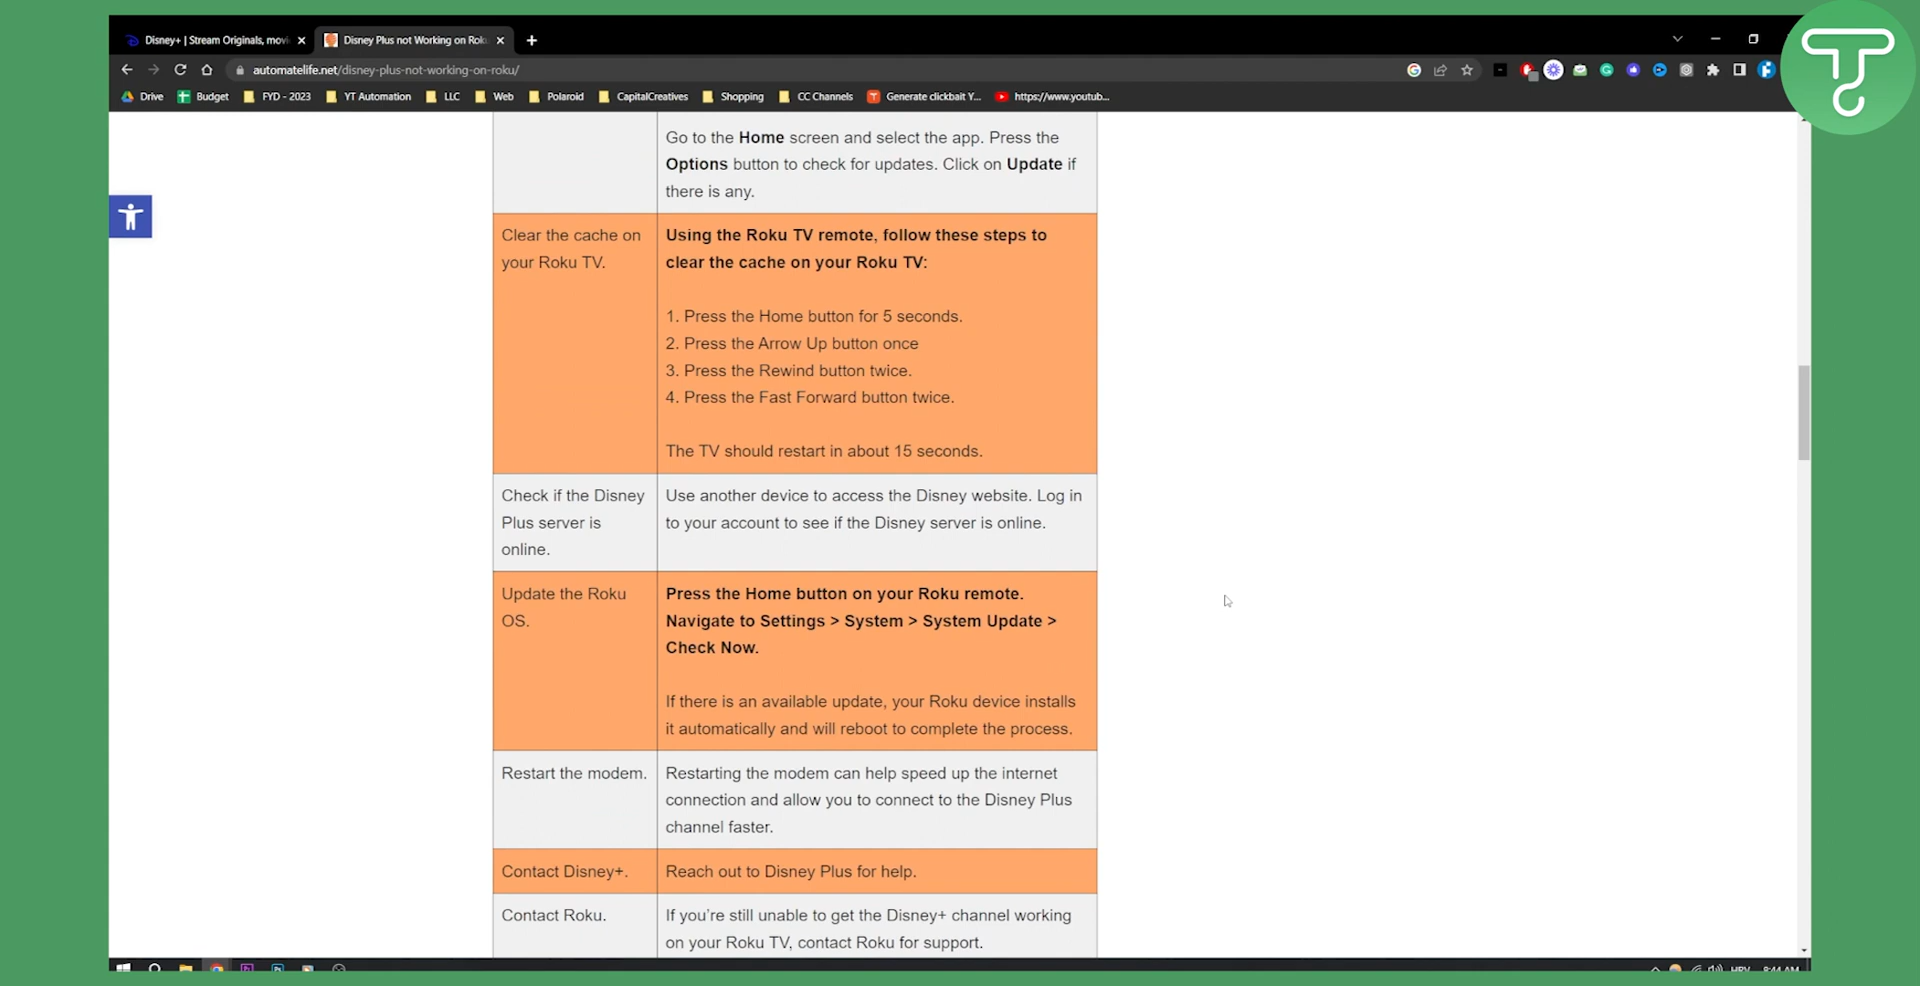 Disney+ | Stream Originals, movi
Disney Plus not Working on Rok
automatelife.net/disney-plus-not-working-on-roku/
Drive
Budget
FYD - 2023
YT Automation
LLC
Web
Polaroid
CapitalCreatives
Shopping
CC Channels
Generate clickbait Y...
https://www.youtub...
Go to the Home screen and select the app. Press the
Options button to check for updates. Click on Update if
there is any.
Clear the cache on
your Roku TV.
Using the Roku TV remote, follow these steps to
clear the cache on your Roku TV:
1. Press the Home button for 5 seconds.
2. Press the Arrow Up button once
3. Press the Rewind button twice.
4. Press the Fast Forward button twice.
The TV should restart in about 15 seconds.
Check if the Disney
Plus server is
online.
Use another device to access the Disney website. Log in
to your account to see if the Disney server is online.
Update the Roku
OS.
Press the Home button on your Roku remote.
Navigate to Settings > System > System Update >
Check Now.
If there is an available update, your Roku device installs
it automatically and will reboot to complete the process.
Restart the modem.
Restarting the modem can help speed up the internet
connection and allow you to connect to the Disney Plus
channel faster.
Contact Disney+.
Reach out to Disney Plus for help.
Contact Roku.
If you're still unable to get the Disney+ channel working
on your Roku TV, contact Roku for support.
HRV
8:44 AM